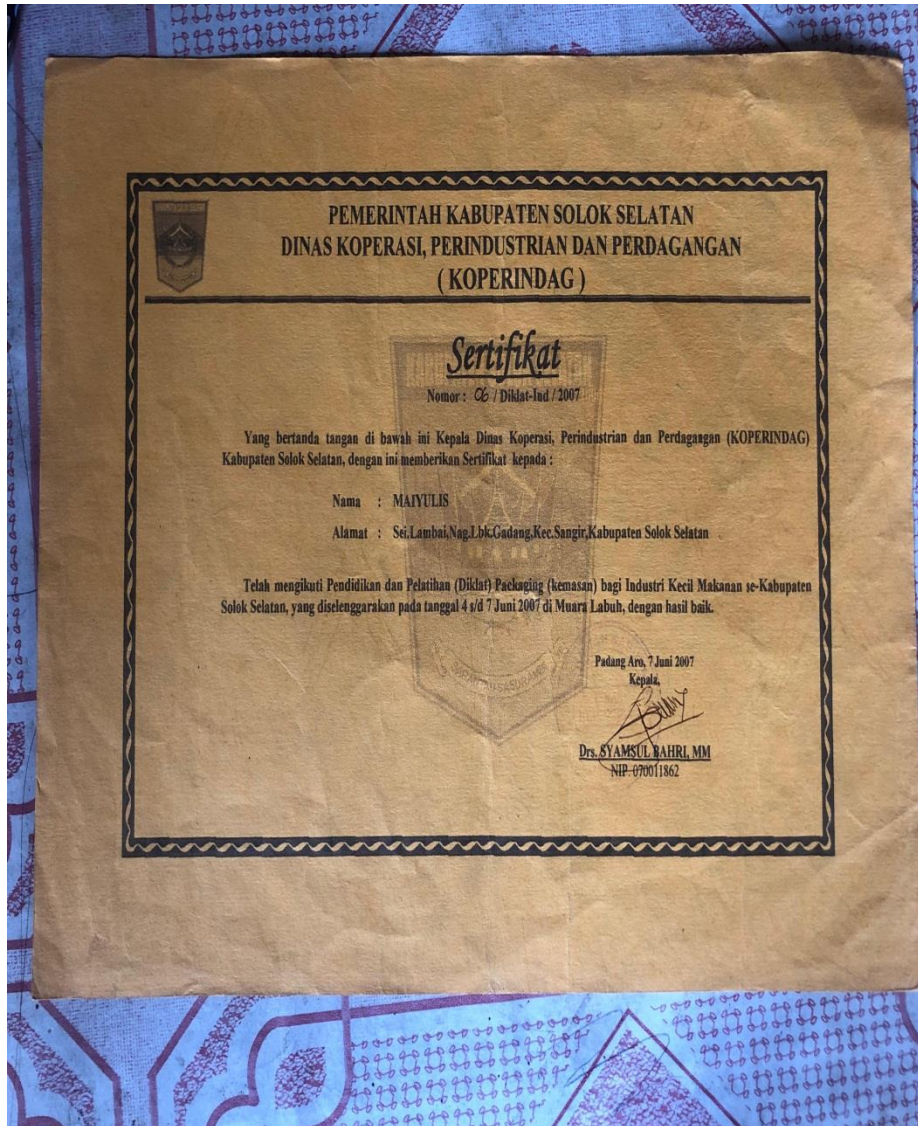 PEMERINTAH KABUPATEN SOLOK SELATAN
DINAS KOPERASI, PERINDUSTRIAN DAN PERDAGANGAN
( KOPERINDAG )
Sertifikat
Nomor : 06 / Diklat-Ind / 2007
Yang bertanda tangan di bawah ini Kepala Dinas Koperasi, Perindustrian dan Perdagangan (KOPERINDAG)
Kabupaten Solok Selatan, dengan ini memberikan Sertifikat kepada :
Nama : MAIYULIS
Alamat : Sei.Lambai,Nag.Lbk.Gadang,Kec.Sangir,Kabupaten Solok Selatan
Telah mengikuti Pendidikan dan Pelatihan (Diklat) Packaging (kemasan) bagi Industri Kecil Makanan se-Kabupaten
Solok Selatan, yang diselenggarakan pada tanggal 4 s/d 7 Juni 2007 di Muara Labuh, dengan hasil baik.
Padang Aro, 7 Juni 2007
Kepala,
Drs. SYAMSUL BAHRI, MM
NIP. 070011862